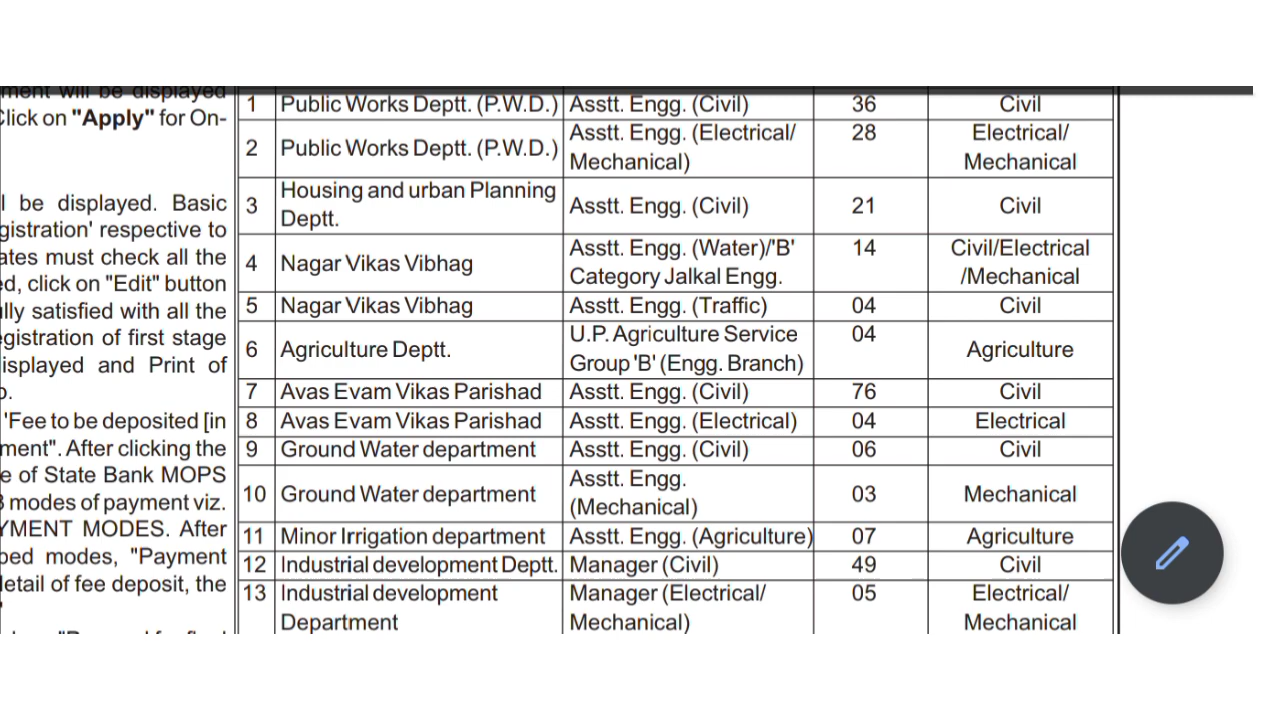 ment will be displayed
Click on "Apply" for On-
l be displayed. Basic
gistration' respective to
ates must check all the
ed, click on "Edit" button
lly satisfied with all the
egistration of first stage
isplayed and Print of
o.
'Fee to be deposited [in
ment". After clicking the
e of State Bank MOPS
3 modes of payment viz.
YMENT MODES. After
bed modes, "Payment
detail of fee deposit, the
"
1 Public Works Deptt. (P.W.D.) Asstt. Engg. (Civil) 36 Civil
2 Public Works Deptt. (P.W.D.) Asstt. Engg. (Electrical/ 28 Electrical/
Mechanical) Mechanical
3 Housing and urban Planning Asstt. Engg. (Civil) 21 Civil
Deptt.
4 Nagar Vikas Vibhag Asstt. Engg. (Water)/'B' 14 Civil/Electrical
Category Jalkal Engg. /Mechanical
5 Nagar Vikas Vibhag Asstt. Engg. (Traffic) 04 Civil
6 Agriculture Deptt. U.P. Agriculture Service 04 Agriculture
Group 'B' (Engg. Branch)
7 Avas Evam Vikas Parishad Asstt. Engg. (Civil) 76 Civil
8 Avas Evam Vikas Parishad Asstt. Engg. (Electrical) 04 Electrical
9 Ground Water department Asstt. Engg. (Civil) 06 Civil
10 Ground Water department Asstt. Engg. 03 Mechanical
(Mechanical)
11 Minor Irrigation department Asstt. Engg. (Agriculture) 07 Agriculture
12 Industrial development Deptt. Manager (Civil) 49 Civil
13 Industrial development Manager (Electrical/ 05 Electrical/
Department Mechanical) Mechanical